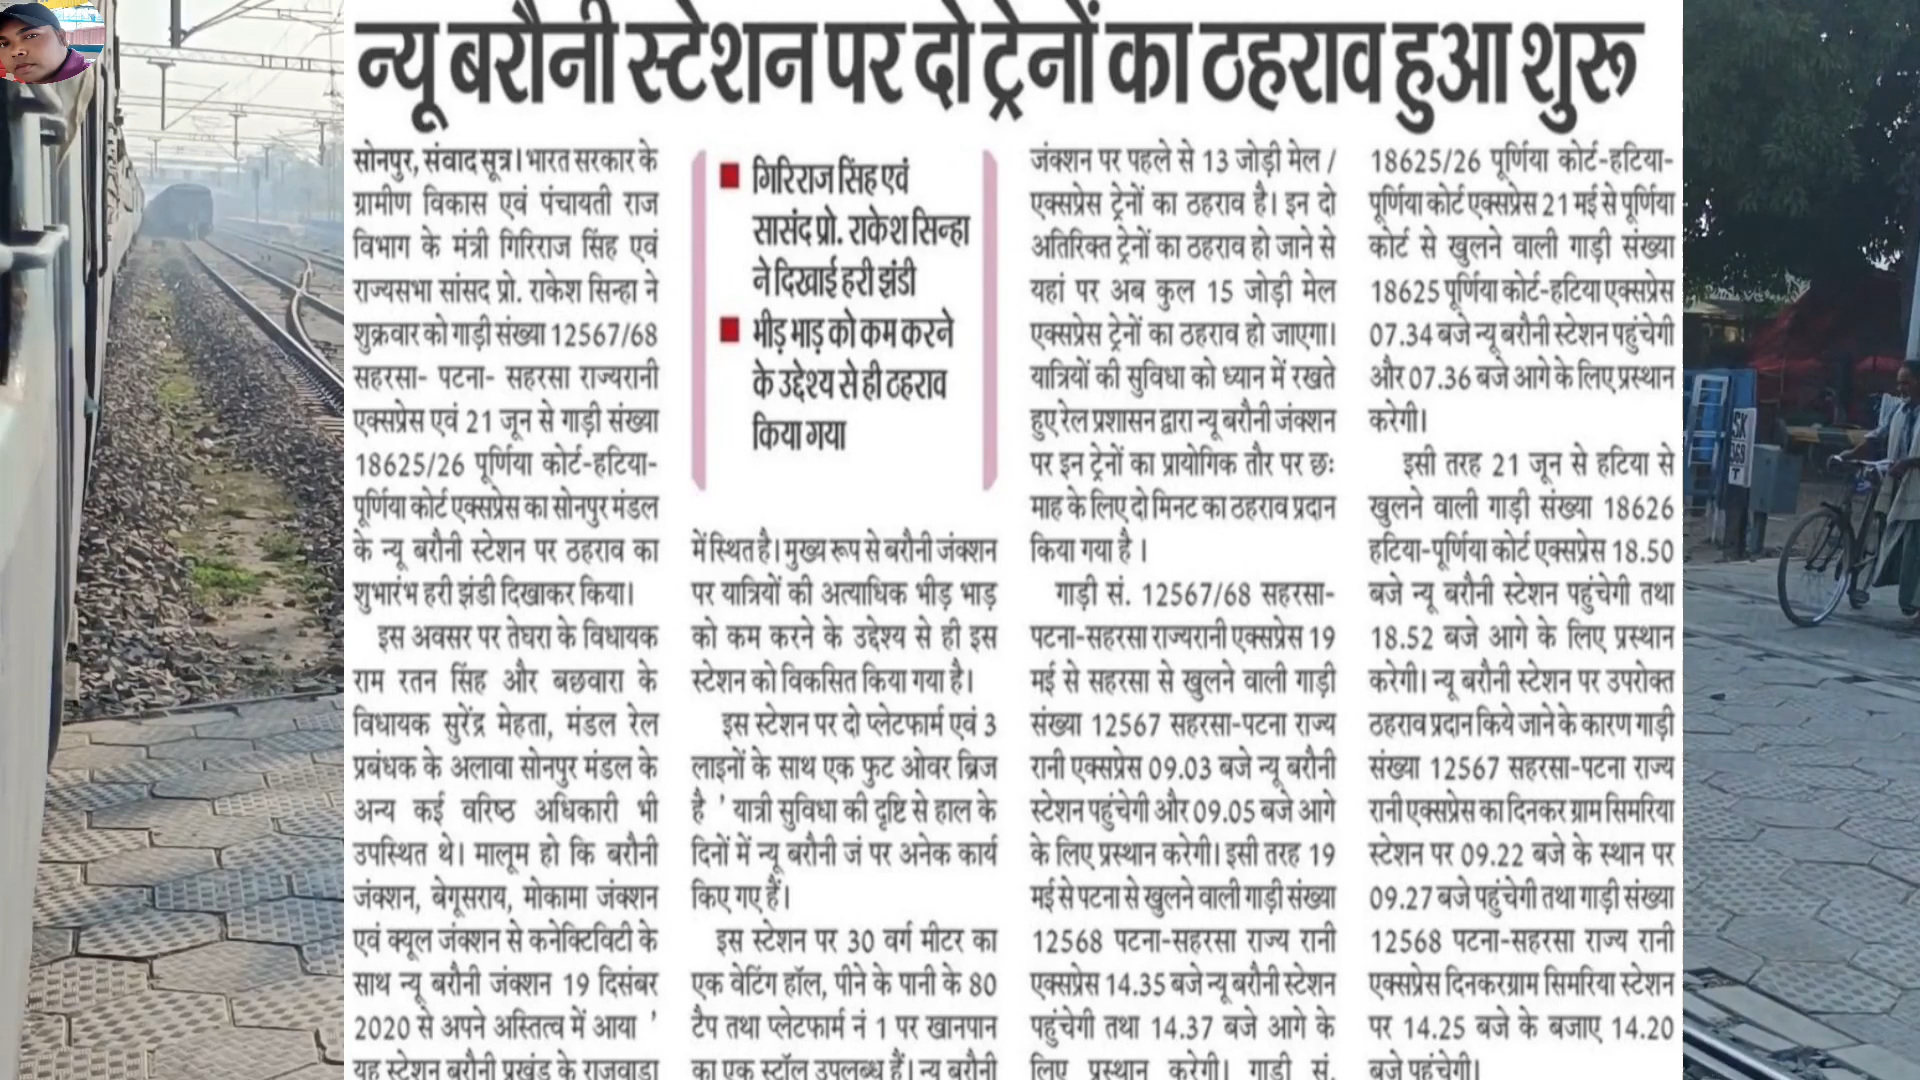 न्यू बरौनी स्टेशन पर दो ट्रेनों का ठहराव हुआ शुरू
सोनपुर, संवाद सूत्र। भारत सरकार के
ग्रामीण विकास एवं पंचायती राज
विभाग के मंत्री गिरिराज सिंह एवं
राज्यसभा सांसद प्रो. राकेश सिन्हा ने
शुक्रवार को गाड़ी संख्या 12567/68
सहरसा- पटना- सहरसा राज्यरानी
एक्सप्रेस एवं 21 जून से गाड़ी संख्या
18625/26 पूर्णिया कोर्ट-हटिया-
पूर्णिया कोर्ट एक्सप्रेस का सोनपुर मंडल
के न्यू बरौनी स्टेशन पर ठहराव का
शुभारंभ हरी झंडी दिखाकर किया।
इस अवसर पर तेघरा के विधायक
राम रतन सिंह और बछवारा के
विधायक सुरेंद्र मेहता, मंडल रेल
प्रबंधक के अलावा सोनपुर मंडल के
अन्य कई वरिष्ठ अधिकारी भी
उपस्थित थे। मालूम हो कि बरौनी
जंक्शन, बेगूसराय, मोकामा जंक्शन
एवं क्यूल जंक्शन से कनेक्टिविटी के
साथ न्यू बरौनी जंक्शन 19 दिसंबर
2020 से अपने अस्तित्व में आया '
यह स्टेशन बरौनी प्रखंड के राजवाड़ा
गिरिराज सिंह एवं
सासंद प्रो. राकेश सिन्हा
ने दिखाई हरी झंडी
भीड़ भाड़ को कम करने
के उद्देश्य से ही ठहराव
किया गया
में स्थित है। मुख्य रूप से बरौनी जंक्शन
पर यात्रियों की अत्याधिक भीड़ भाड़
को कम करने के उद्देश्य से ही इस
स्टेशन को विकसित किया गया है।
इस स्टेशन पर दो प्लेटफार्म एवं 3
लाइनों के साथ एक फुट ओवर ब्रिज
है ' यात्री सुविधा की दृष्टि से हाल के
दिनों में न्यू बरौनी जं पर अनेक कार्य
किए गए हैं।
इस स्टेशन पर 30 वर्ग मीटर का
एक वेटिंग हॉल, पीने के पानी के 80
टैप तथा प्लेटफार्म नं 1 पर खानपान
का एक स्टॉल उपलब्ध हैं। न्यू बरौनी
जंक्शन पर पहले से 13 जोड़ी मेल /
एक्सप्रेस ट्रेनों का ठहराव है। इन दो
अतिरिक्त ट्रेनों का ठहराव हो जाने से
यहां पर अब कुल 15 जोड़ी मेल
एक्सप्रेस ट्रेनों का ठहराव हो जाएगा।
यात्रियों की सुविधा को ध्यान में रखते
हुए रेल प्रशासन द्वारा न्यू बरौनी जंक्शन
पर इन ट्रेनों का प्रायोगिक तौर पर छः
माह के लिए दो मिनट का ठहराव प्रदान
किया गया है ।
गाड़ी सं. 12567/68 सहरसा-
पटना-सहरसा राज्यरानी एक्सप्रेस 19
मई से सहरसा से खुलने वाली गाड़ी
संख्या 12567 सहरसा-पटना राज्य
रानी एक्सप्रेस 09.03 बजे न्यू बरौनी
स्टेशन पहुंचेगी और 09.05 बजे आगे
के लिए प्रस्थान करेगी। इसी तरह 19
मई से पटना से खुलने वाली गाड़ी संख्या
12568 पटना-सहरसा राज्य रानी
एक्सप्रेस 14.35 बजे न्यू बरौनी स्टेशन
पहुंचेगी तथा 14.37 बजे आगे के
लिए प्रस्थान करेगी। गाड़ी सं.
18625/26 पूर्णिया कोर्ट-हटिया-
पूर्णिया कोर्ट एक्सप्रेस 21 मई से पूर्णिया
कोर्ट से खुलने वाली गाड़ी संख्या
18625 पूर्णिया कोर्ट-हटिया एक्सप्रेस
07.34 बजे न्यू बरौनी स्टेशन पहुंचेगी
और 07.36 बजे आगे के लिए प्रस्थान
करेगी।
इसी तरह 21 जून से हटिया से
खुलने वाली गाड़ी संख्या 18626
हटिया-पूर्णिया कोर्ट एक्सप्रेस 18.50
बजे न्यू बरौनी स्टेशन पहुंचेगी तथा
18.52 बजे आगे के लिए प्रस्थान
करेगी। न्यू बरौनी स्टेशन पर उपरोक्त
ठहराव प्रदान किये जाने के कारण गाड़ी
संख्या 12567 सहरसा-पटना राज्य
रानी एक्सप्रेस का दिनकर ग्राम सिमरिया
स्टेशन पर 09.22 बजे के स्थान पर
09.27 बजे पहुंचेगी तथा गाड़ी संख्या
12568 पटना-सहरसा राज्य रानी
एक्सप्रेस दिनकरग्राम सिमरिया स्टेशन
पर 14.25 बजे के बजाए 14.20
बजे पहुंचेगी।